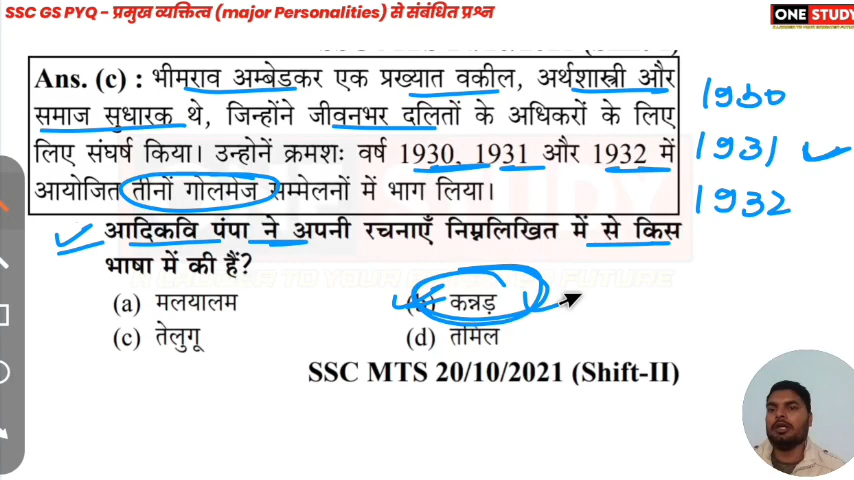 SSC GS PYQ - प्रमुख व्यक्तित्व (major Personalities) से संबंधित प्रश्न
ONE STUDY
Ans. (c) : भीमराव अम्बेडकर एक प्रख्यात वकील, अर्थशास्त्री और
समाज सुधारक थे, जिन्होंने जीवनभर दलितों के अधिकरों के लिए
लिए संघर्ष किया। उन्होनें क्रमशः वर्ष 1930, 1931 और 1932 में
आयोजित तीनों गोलमेज सम्मेलनों में भाग लिया।
1930
1931
1932
आदिकवि पंपा ने अपनी रचनाएँ निम्नलिखित में से किस
भाषा में की हैं?
(a) मलयालम
(b) कन्नड़
(c) तेलुगू
(d) तमिल
SSC MTS 20/10/2021 (Shift-II)